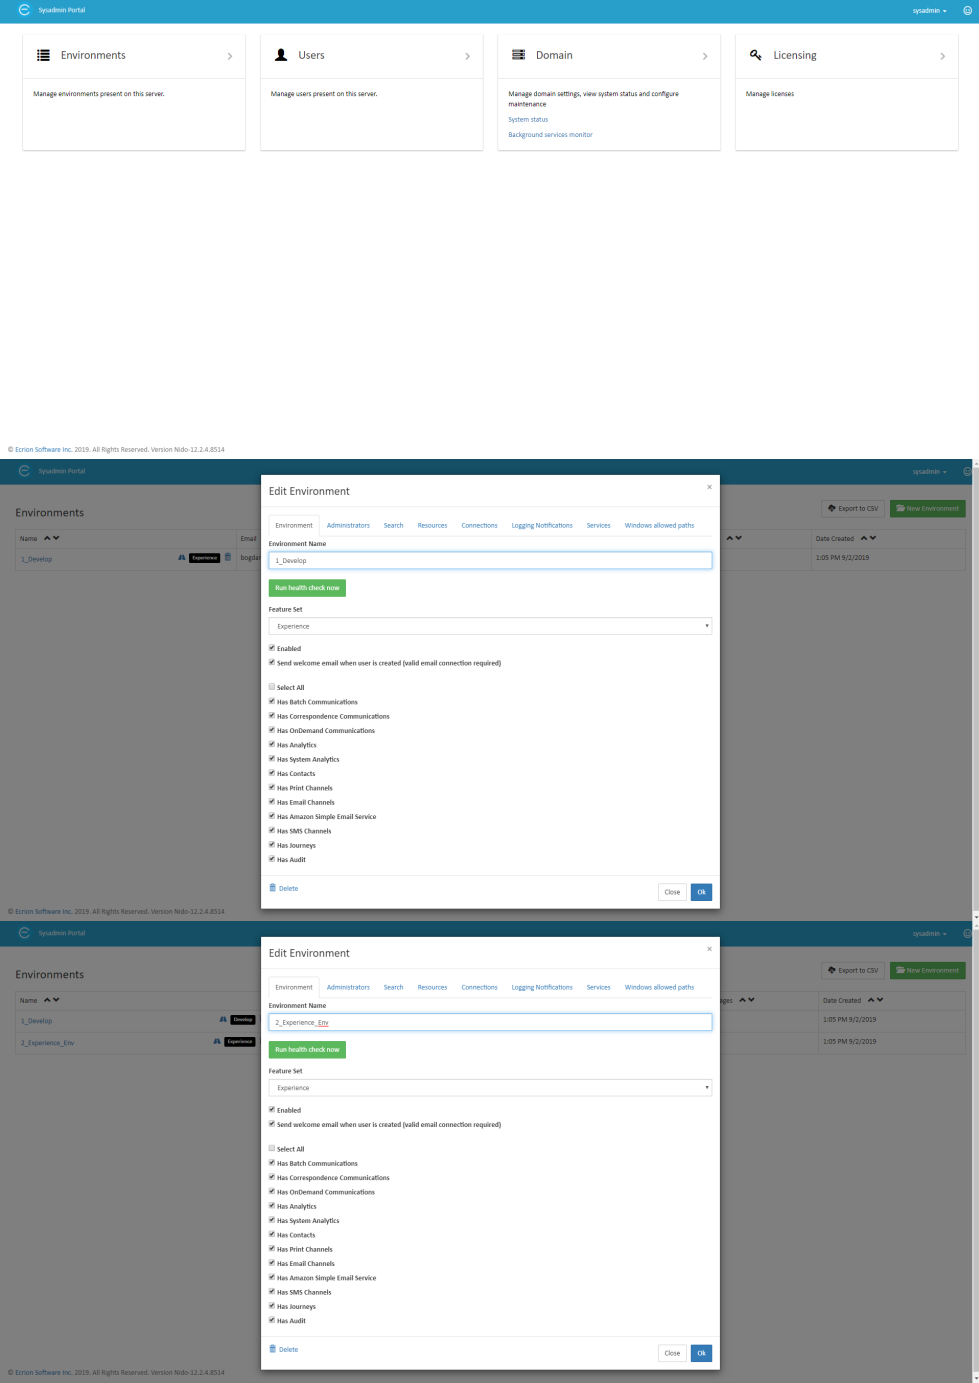 Sysadmin Portal
sysadmin
Environments
Manage environments present on this server.
Users
Manage users present on this server.
Domain
Manage domain settings, view system status and configure maintenance
System status
Background services monitor
Licensing
Manage licenses
© Ecrion Software Inc. 2019. All Rights Reserved. Version Nido-12.2.4.8514
Sysadmin Portal
sysadmin
Environments
Export to CSV
New Environment
Name
Email
Date Created
1_Develop
Experience
bogdan
1:05 PM 9/2/2019
Edit Environment
×
Environment
Administrators
Search
Resources
Connections
Logging Notifications
Services
Windows allowed paths
Environment Name
1_Develop
Run health check now
Feature Set
Experience
Enabled
Send welcome email when user is created (valid email connection required)
Select All
Has Batch Communications
Has Correspondence Communications
Has OnDemand Communications
Has Analytics
Has System Analytics
Has Contacts
Has Print Channels
Has Email Channels
Has Amazon Simple Email Service
Has SMS Channels
Has Journeys
Has Audit
Delete
Close
Ok
© Ecrion Software Inc. 2019. All Rights Reserved. Version Nido-12.2.4.8514
Sysadmin Portal
sysadmin
Environments
Export to CSV
New Environment
Name
ages
Date Created
1_Develop
Develop
1:05 PM 9/2/2019
2_Experience_Env
Experience
1:05 PM 9/2/2019
Edit Environment
×
Environment
Administrators
Search
Resources
Connections
Logging Notifications
Services
Windows allowed paths
Environment Name
2_Experience_Env
Run health check now
Feature Set
Experience
Enabled
Send welcome email when user is created (valid email connection required)
Select All
Has Batch Communications
Has Correspondence Communications
Has OnDemand Communications
Has Analytics
Has System Analytics
Has Contacts
Has Print Channels
Has Email Channels
Has Amazon Simple Email Service
Has SMS Channels
Has Journeys
Has Audit
Delete
Close
Ok
© Ecrion Software Inc. 2019. All Rights Reserved. Version Nido-12.2.4.8514